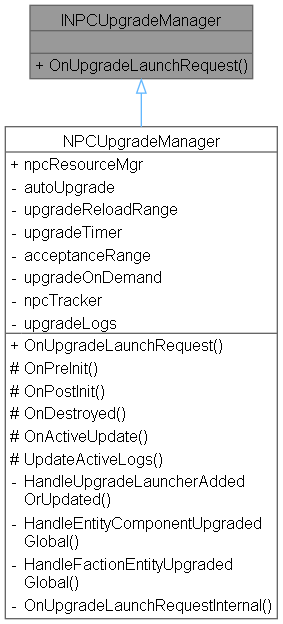 INPCUpgradeManager
+ OnUpgradeLaunchRequest()
NPCUpgradeManager
+ npcResourceMgr
- autoUpgrade
- upgradeReloadRange
- upgradeTimer
- acceptanceRange
- upgradeOnDemand
- npcTracker
- upgradeLogs
+ OnUpgradeLaunchRequest()
# OnPreInit()
# OnPostInit()
# OnDestroyed()
# OnActiveUpdate()
# UpdateActiveLogs()
- HandleUpgradeLauncherAdded
OrUpdated()
- HandleEntityComponentUpgraded
Global()
- HandleFactionEntityUpgraded
Global()
- OnUpgradeLaunchRequestInternal()